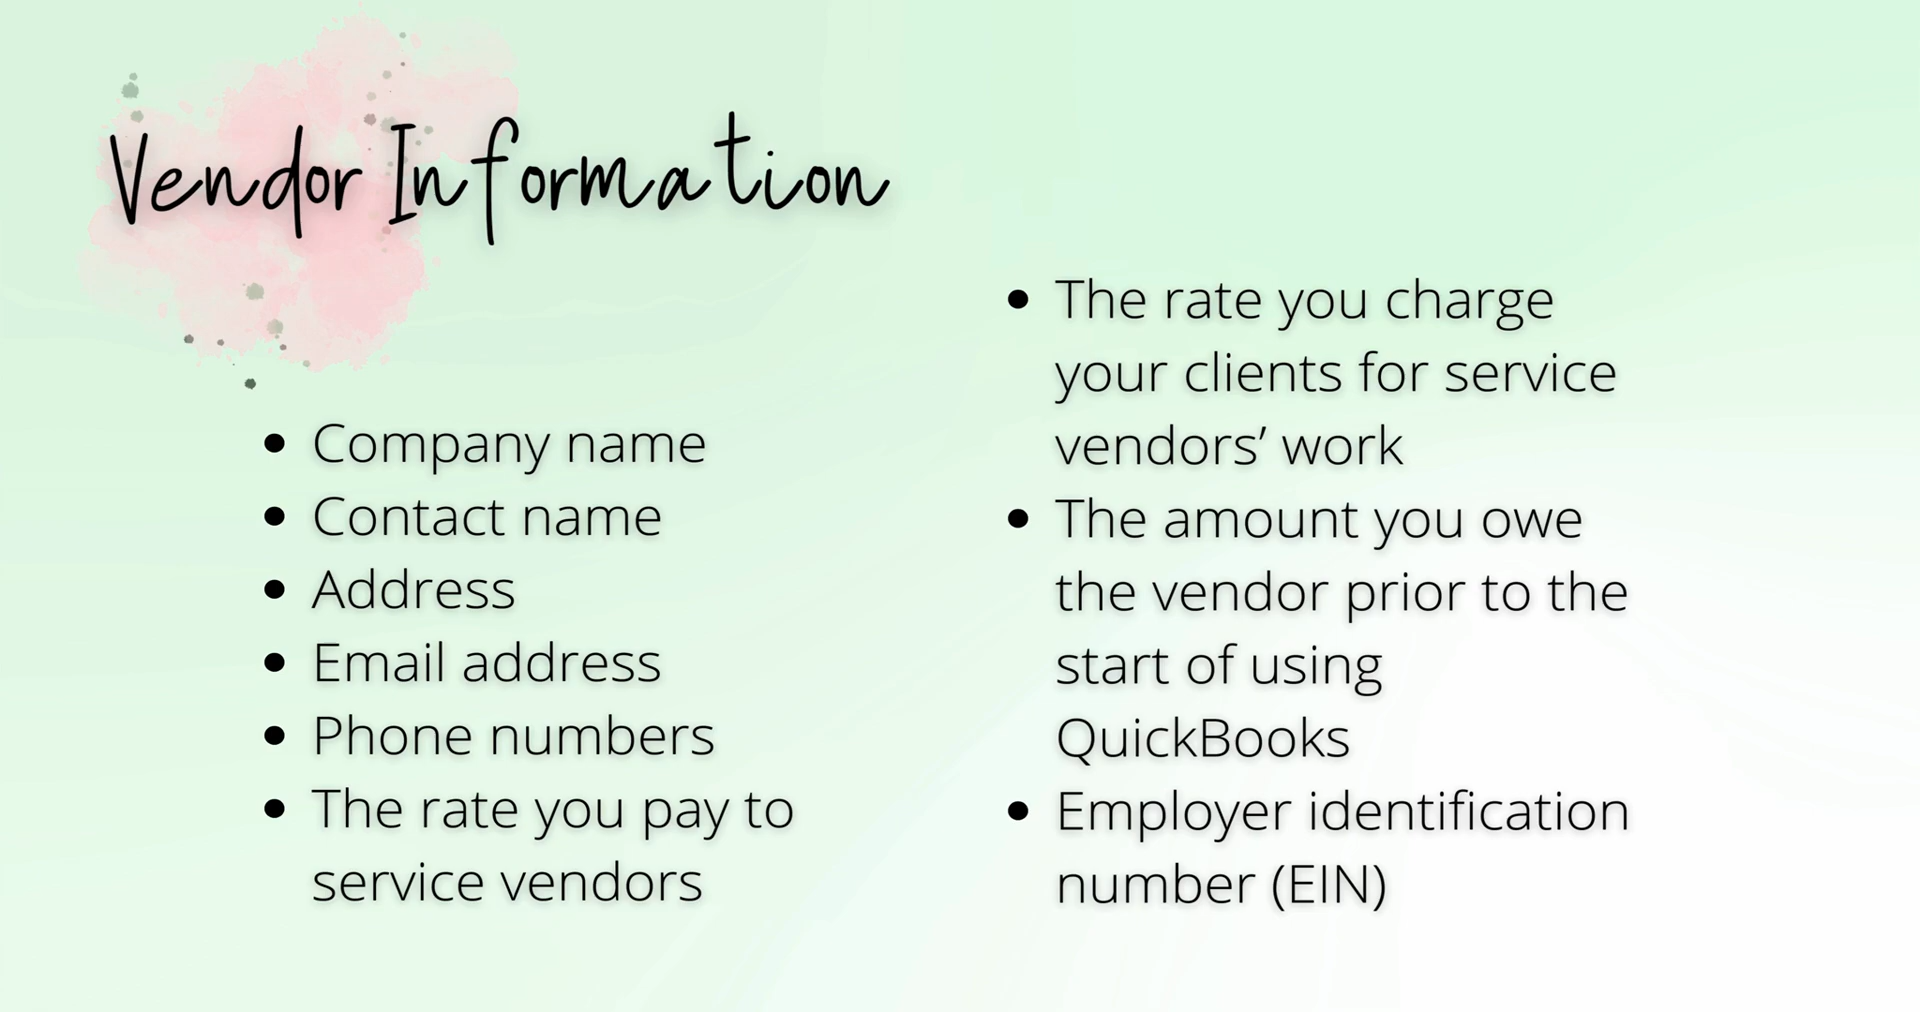 Vendor Information
• Company name
• Contact name
• Address
• Email address
• Phone numbers
• The rate you pay to
service vendors
• The rate you charge
your clients for service
vendors’ work
• The amount you owe
the vendor prior to the
start of using
QuickBooks
• Employer identification
number (EIN)